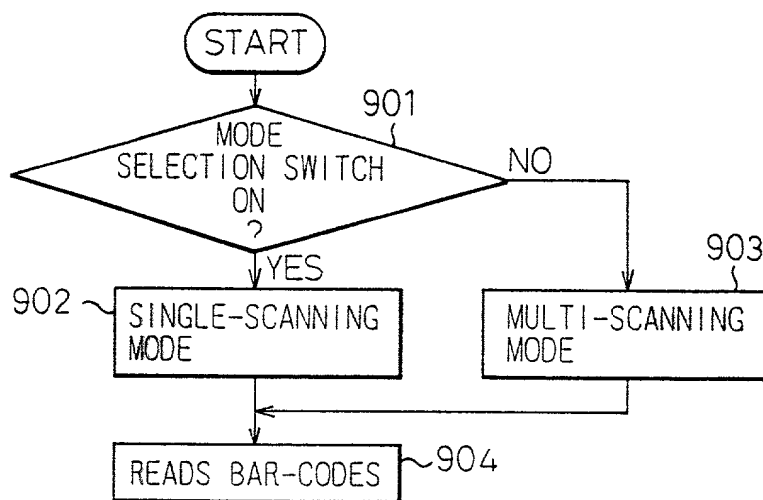 START
901
MODE
SELECTION SWITCH
ON
?
NO
YES
902
SINGLE-SCANNING
MODE
903
MULTI-SCANNING
MODE
READS BAR-CODES
904